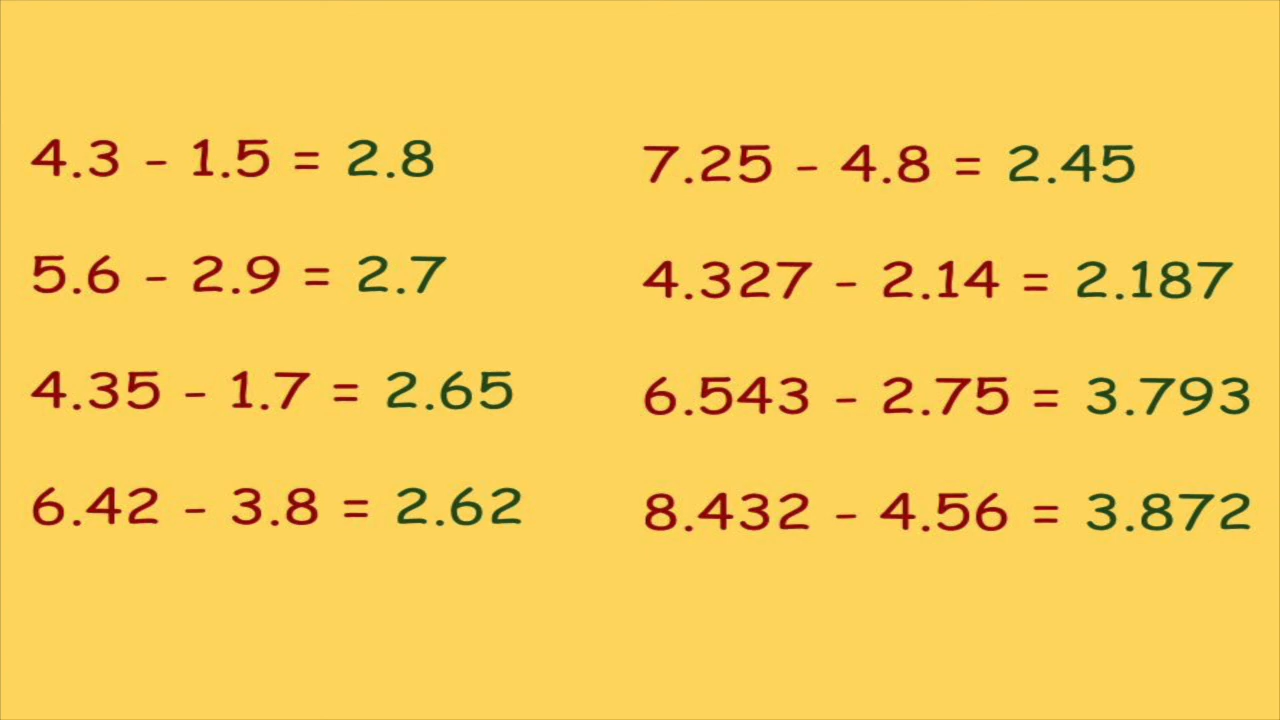 4.3 - 1.5 = 2.8
5.6 - 2.9 = 2.7
4.35 - 1.7 = 2.65
6.42 - 3.8 = 2.62
7.25 - 4.8 = 2.45
4.327 - 2.14 = 2.187
6.543 - 2.75 = 3.793
8.432 - 4.56 = 3.872